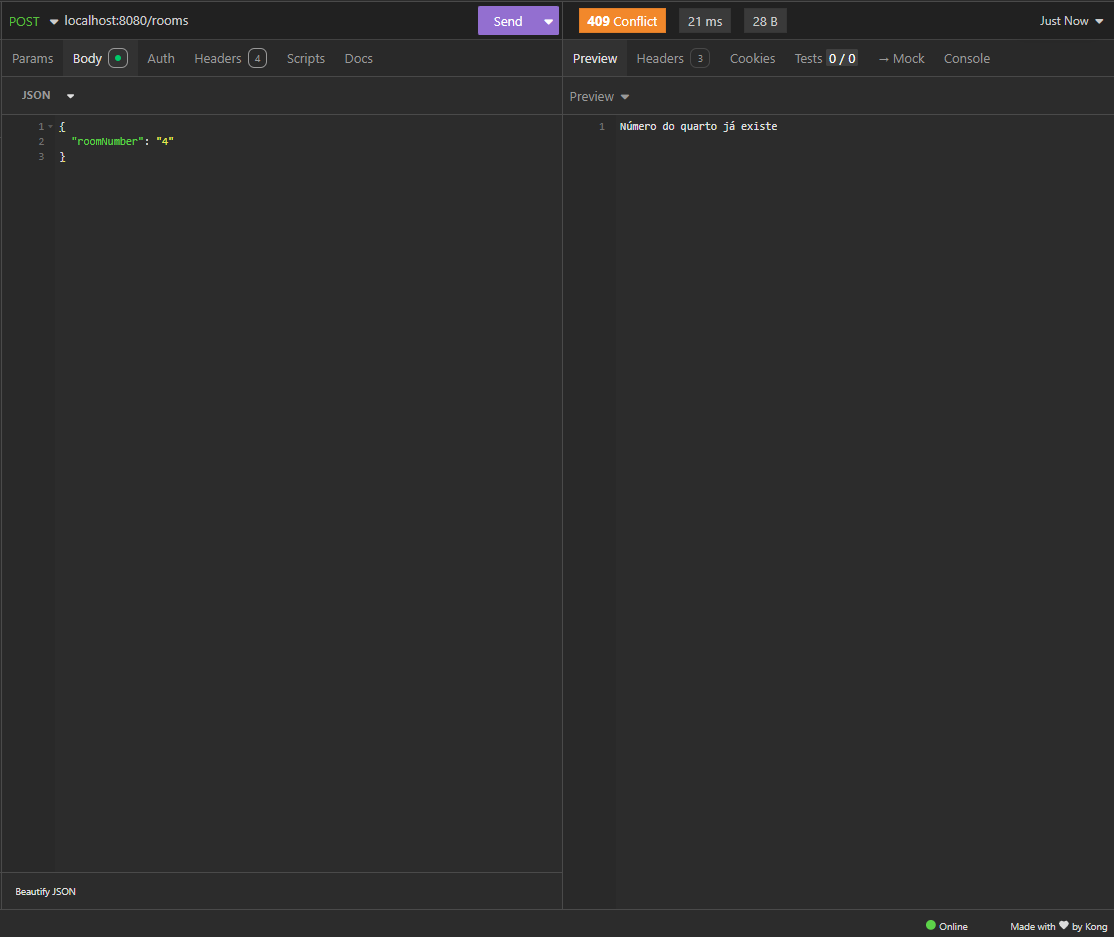 POST localhost:8080/rooms Send
409 Conflict 21 ms 28 B Just Now
Params Body Auth Headers 4 Scripts Docs
Preview Headers 3 Cookies Tests 0 / 0 → Mock Console
JSON
Preview
1 {
2 "roomNumber": "4"
3 }
1 Número do quarto já existe
Beautify JSON
Online Made with ♥ by Kong